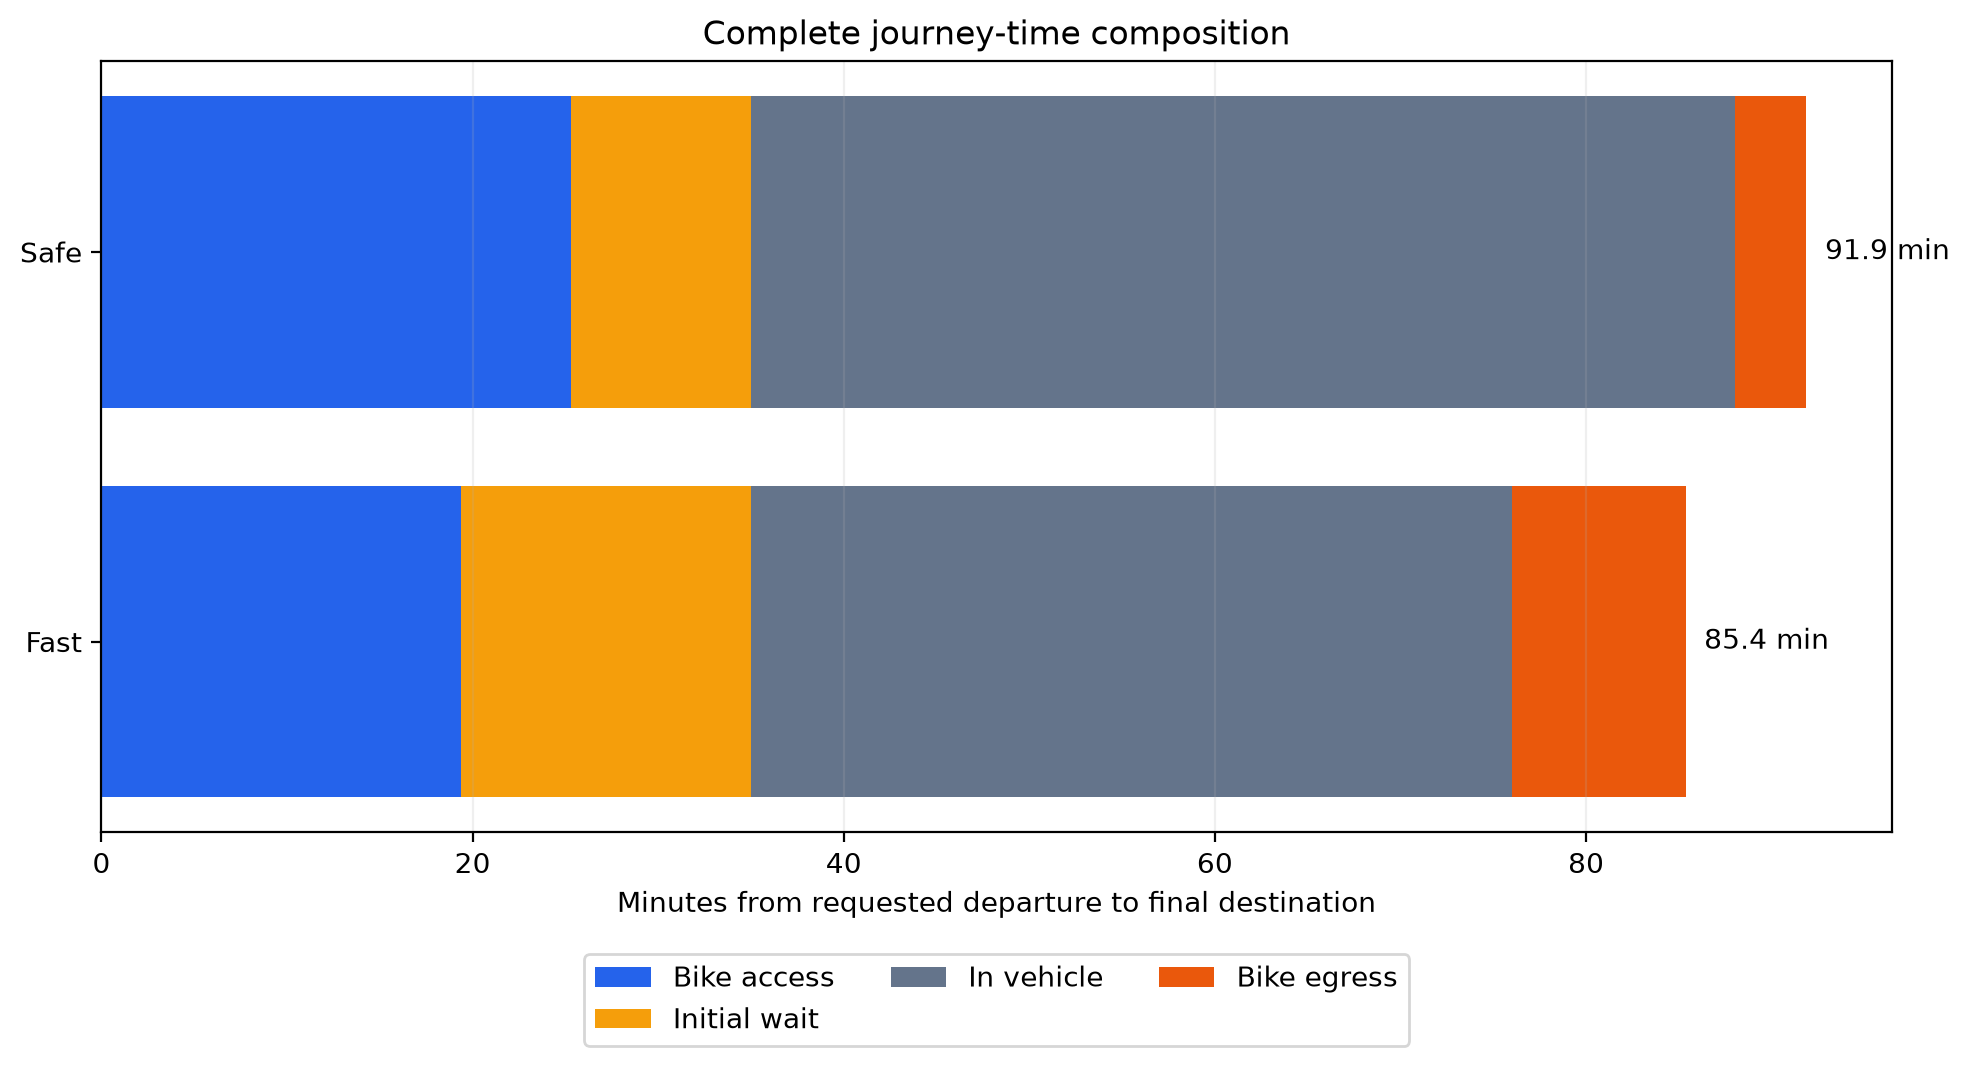 Complete journey-time composition
Safe
91.9 min
Fast
85.4 min
0 20 40 60 80
Minutes from requested departure to final destination
Bike access In vehicle Bike egress
Initial wait